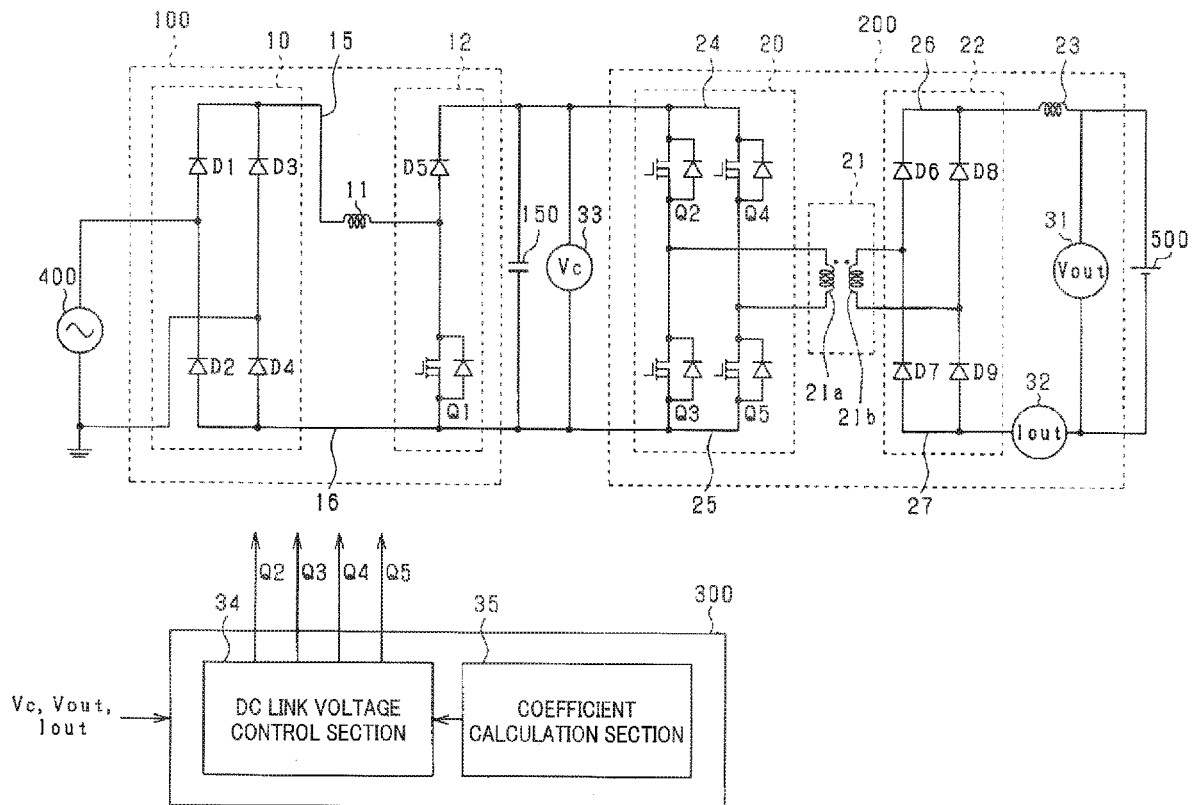 100
10
15
12
24
20
200
26
22
23
D1
D3
11
D5
150
33
Vc
Q2
Q4
21
D6
D8
31
Vout
500
400
D2
D4
Q1
Q3
Q5
21a
21b
D7
D9
32
Iout
16
25
27
Q2
Q3
Q4
Q5
34
35
300
Vc, Vout,
Iout
DC LINK VOLTAGE
CONTROL SECTION
COEFFICIENT
CALCULATION SECTION